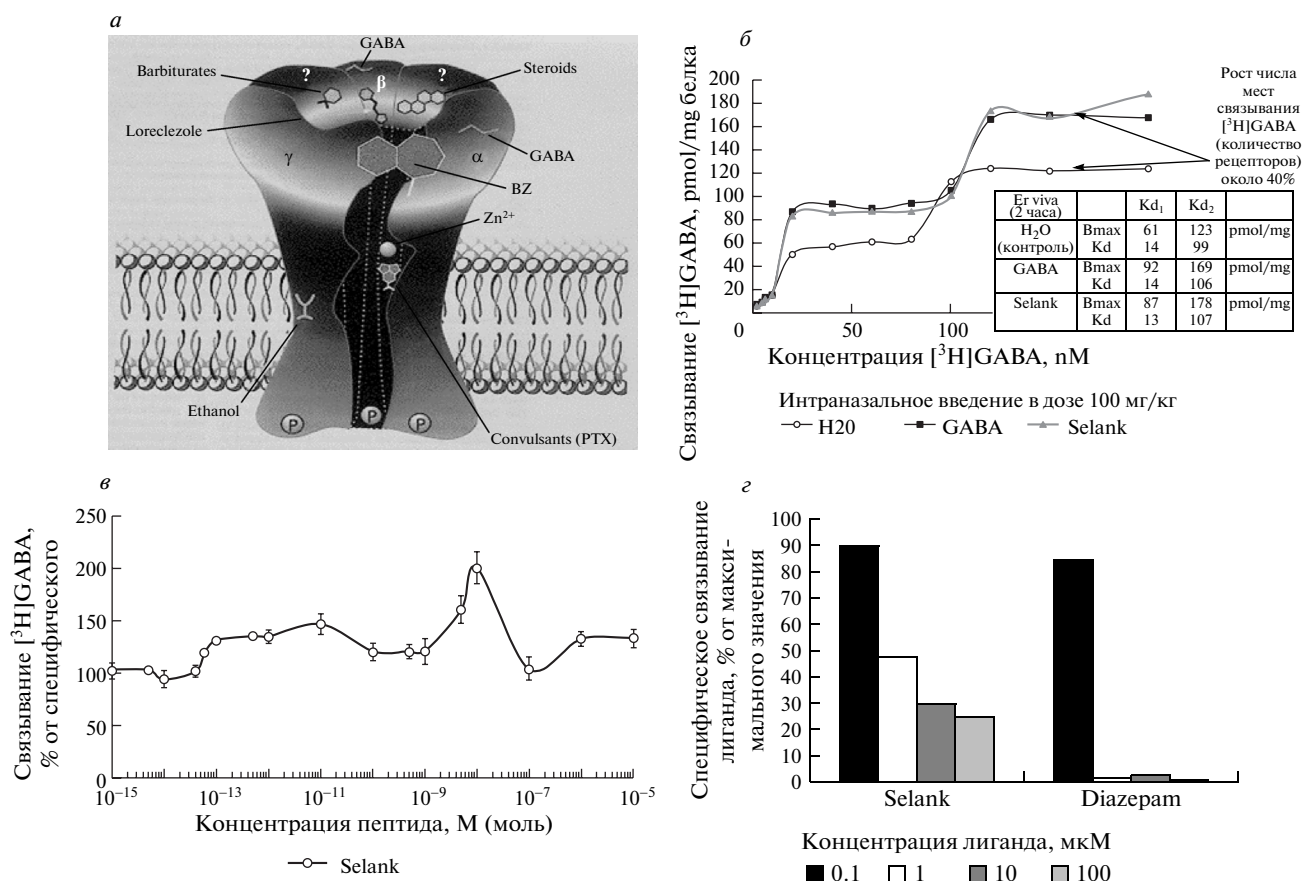 а
GABA
Barbiturates
?
β
?
Steroids
Loreclezole
γ
α
GABA
BZ
Zn²⁺
Ethanol
P
P
P
Convulsants (PTX)
б
Связывание [³H]GABA, pmol/mg белка
200
180
160
140
120
100
80
60
40
20
0
50
100
Концентрация [³H]GABA, nM
Рост числа
мест
связывания
[³H]GABA
(количество
рецепторов)
около 40%
Er viva
(2 часа)
Kd₁
Kd₂
H₂O
(контроль)
Bmax 61 123 pmol/mg
Kd 14 99
GABA
Bmax 92 169 pmol/mg
Kd 14 106
Selank
Bmax 87 178 pmol/mg
Kd 13 107
Интраназальное введение в дозе 100 мг/кг
H20 GABA Selank
в
Связывание [³H]GABA,
% от специфического
250
200
150
100
50
0
10⁻¹⁵ 10⁻¹³ 10⁻¹¹ 10⁻⁹ 10⁻⁷ 10⁻⁵
Концентрация пептида, М (моль)
Selank
г
Специфическое связывание
лиганда, % от макси-
мального значения
100
90
80
70
60
50
40
30
20
10
0
Selank Diazepam
Концентрация лиганда, мкМ
0.1 1 10 100